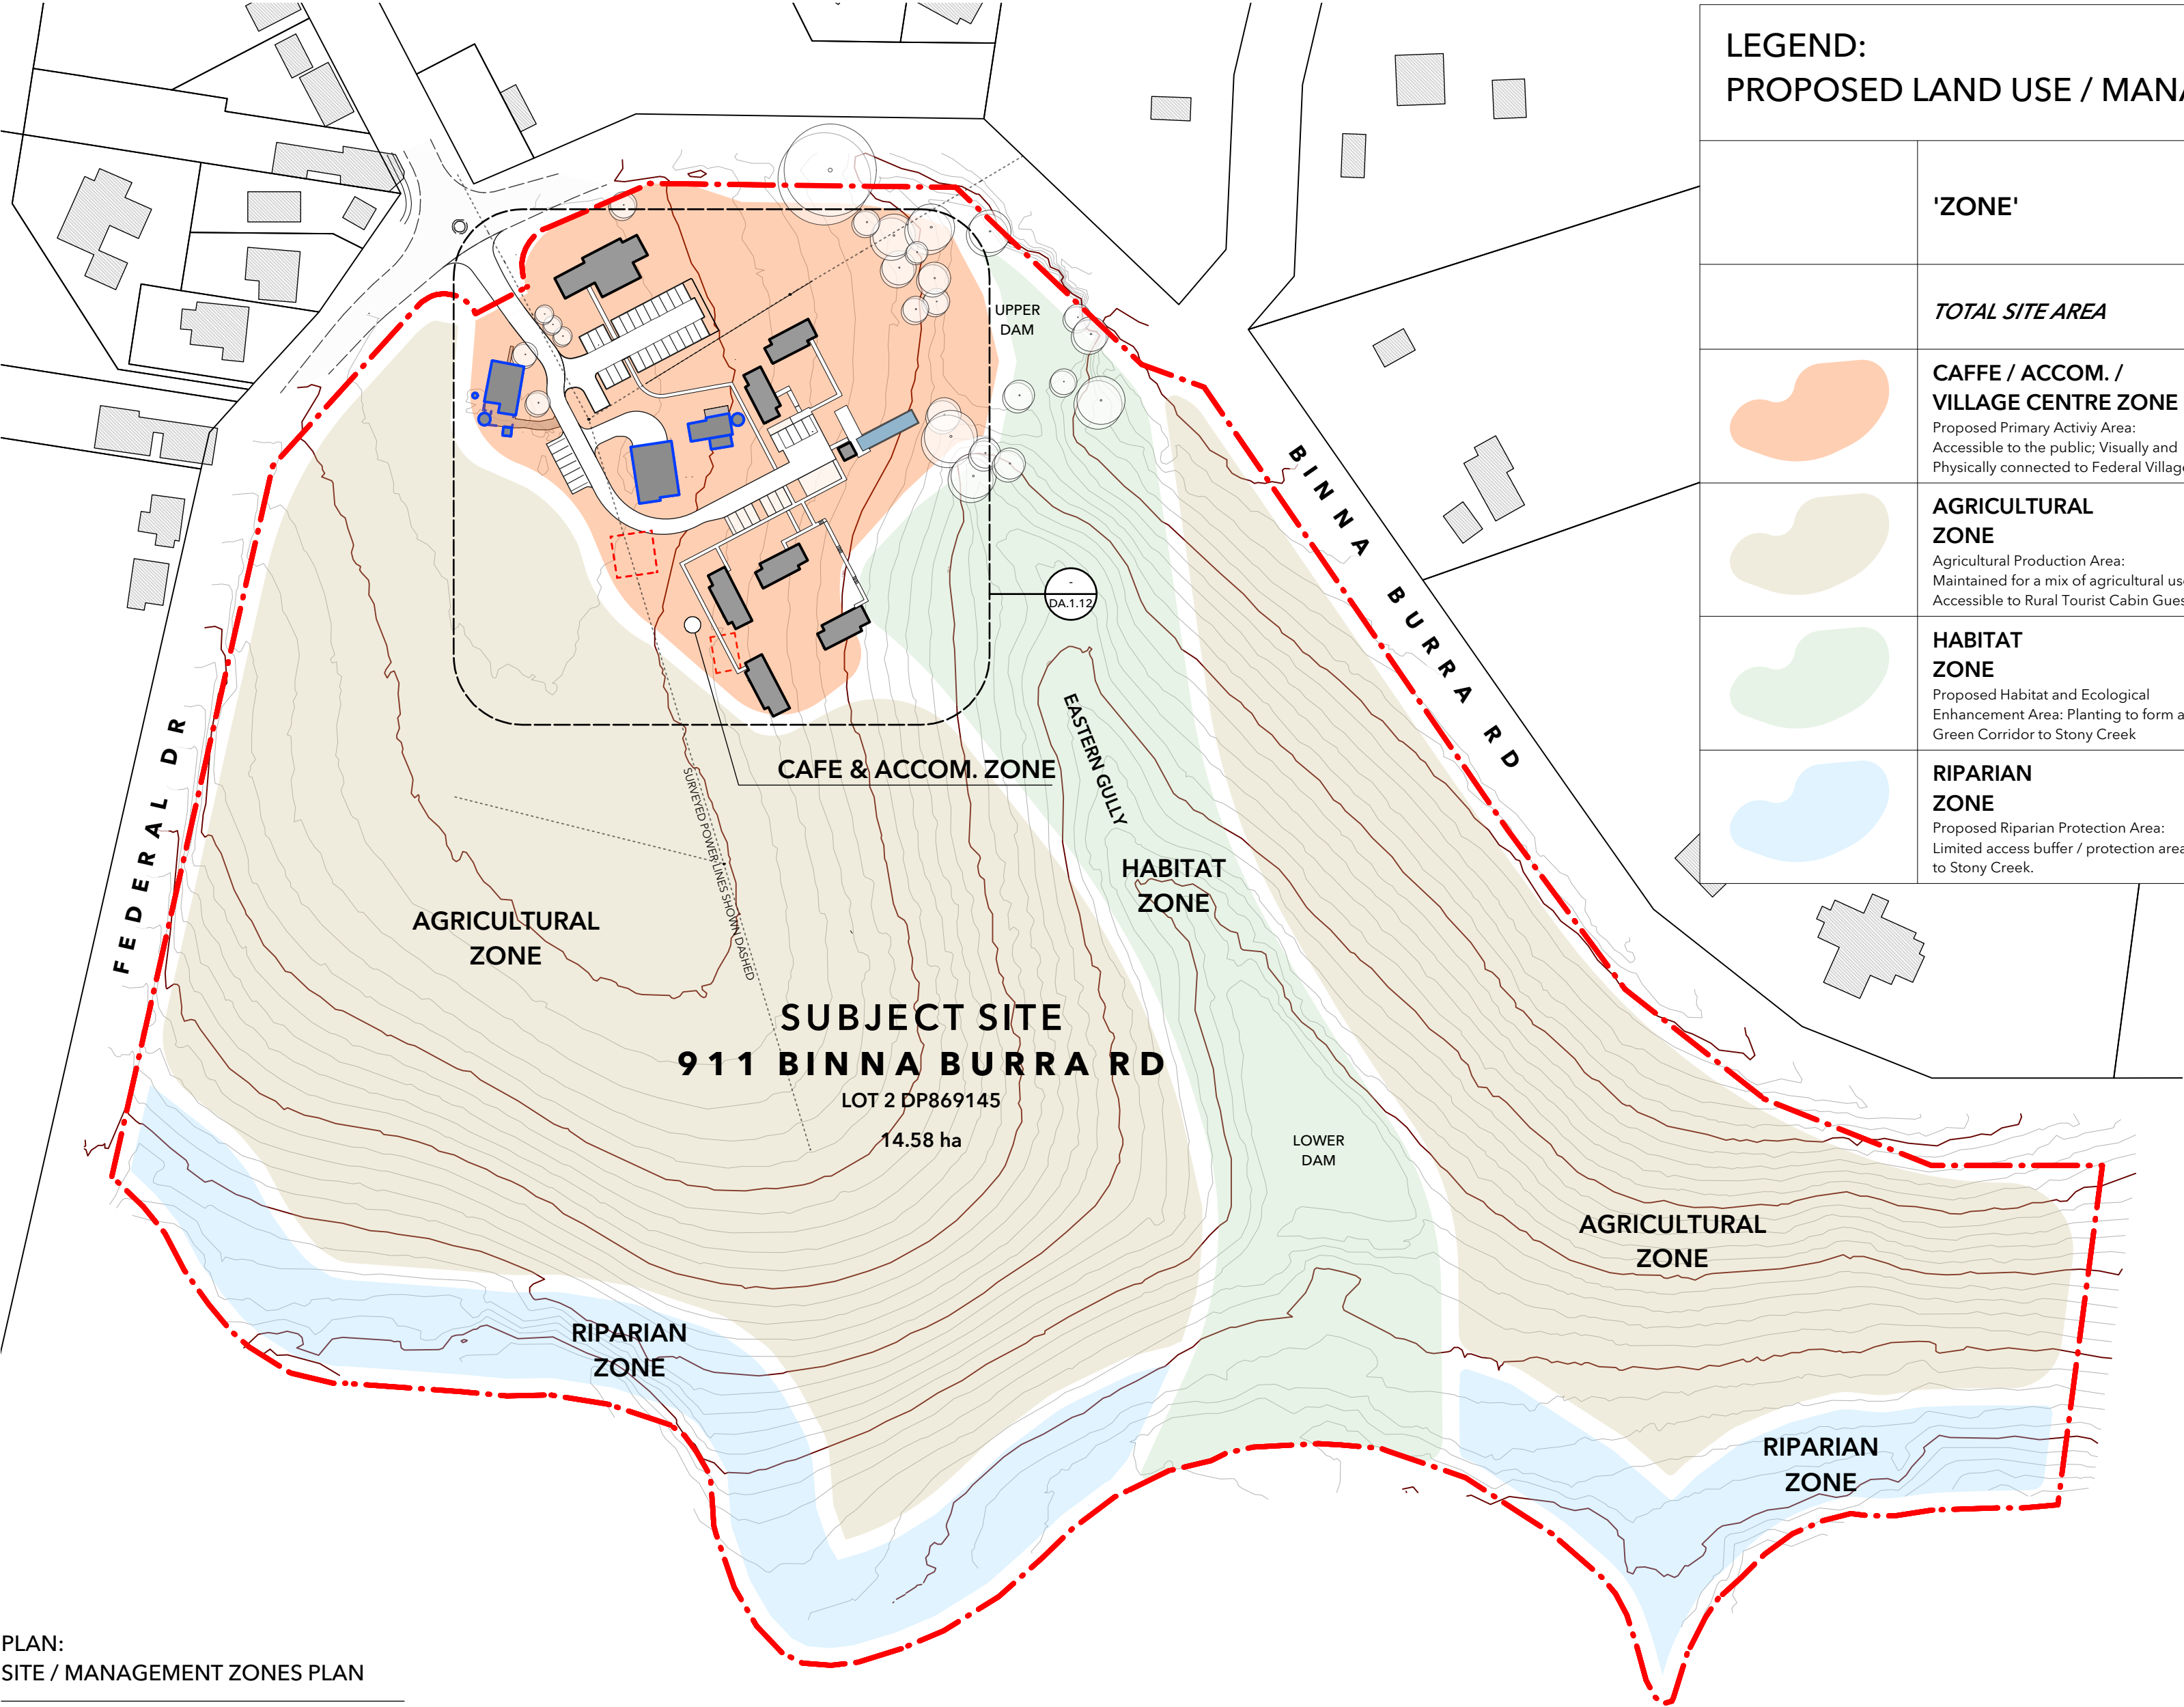 LEGEND:
PROPOSED LAND USE / MANA
'ZONE'
TOTAL SITE AREA
CAFFE / ACCOM. /
VILLAGE CENTRE ZONE
Proposed Primary Activiy Area:
Accessible to the public; Visually and
Physically connected to Federal Village
AGRICULTURAL
ZONE
Agricultural Production Area:
Maintained for a mix of agricultural use
Accessible to Rural Tourist Cabin Gues
HABITAT
ZONE
Proposed Habitat and Ecological
Enhancement Area: Planting to form a
Green Corridor to Stony Creek
RIPARIAN
ZONE
Proposed Riparian Protection Area:
Limited access buffer / protection area
to Stony Creek.
UPPER
DAM
BINNA BURRA RD
-
DA.1.12
EASTERN GULLY
CAFE & ACCOM. ZONE
SURVEYED POWER LINES SHOWN DASHED
FEDERAL DR
HABITAT
ZONE
AGRICULTURAL
ZONE
SUBJECT SITE
911 BINNA BURRA RD
LOT 2 DP869145
14.58 ha
LOWER
DAM
AGRICULTURAL
ZONE
RIPARIAN
ZONE
RIPARIAN
ZONE
PLAN:
SITE / MANAGEMENT ZONES PLAN